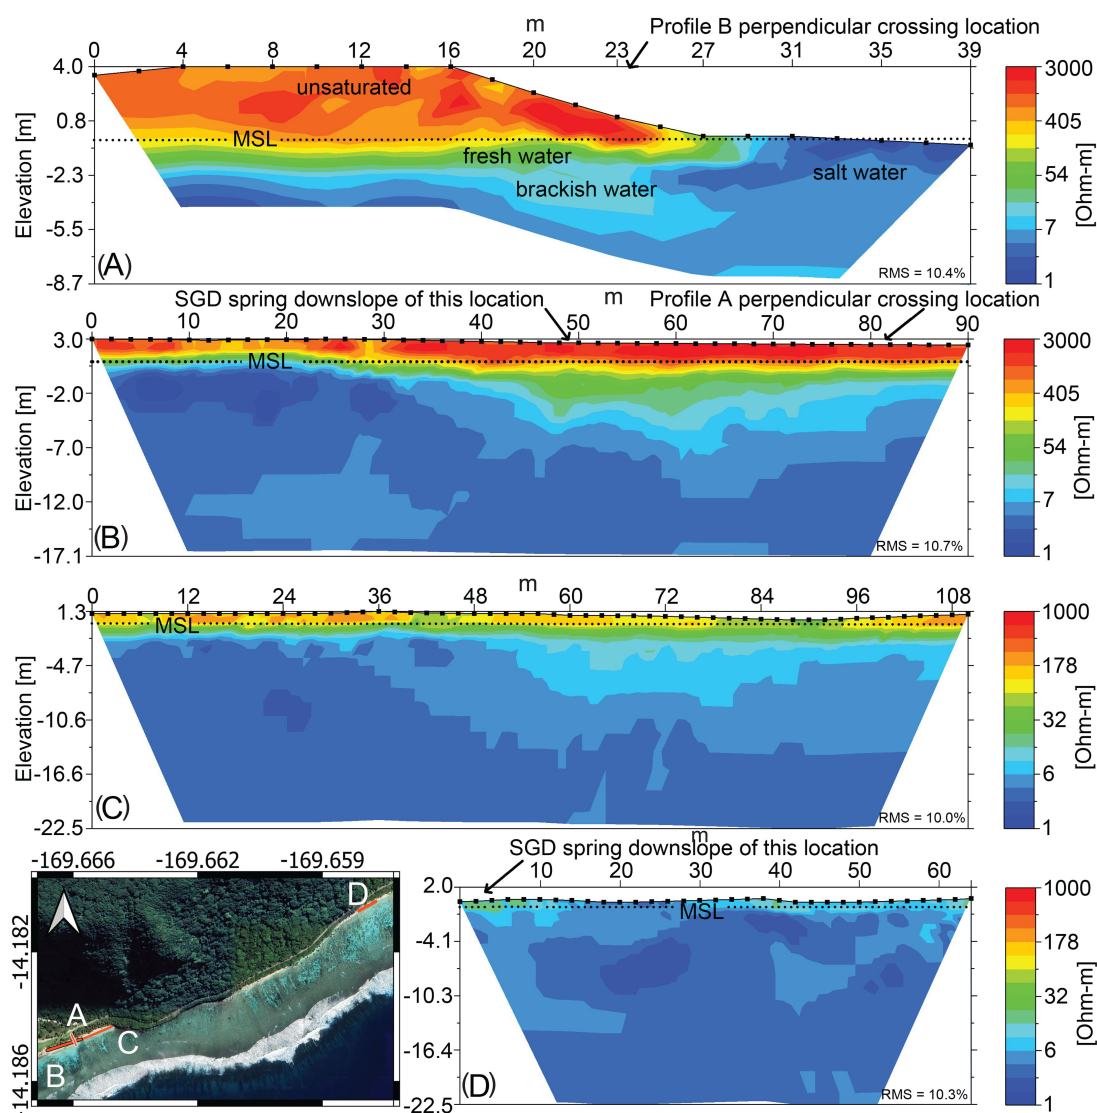 m
Profile B perpendicular crossing location
0 4 8 10 12 16 20 23 27 31 35 39
4.0
0.8
-2.3
-5.5
-8.7
Elevation [m]
unsaturated
MSL
fresh water
brackish water
salt water
(A)
RMS = 10.4%
3000
405
54
7
1
[Ohm-m]
SGD spring downslope of this location
m
Profile A perpendicular crossing location
0 10 20 30 40 50 60 70 80 90
3.0
-2.0
-7.0
-12.0
-17.1
Elevation [m]
MSL
(B)
RMS = 10.7%
3000
405
54
7
1
[Ohm-m]
m
0 12 24 36 48 60 72 84 96 108
1.3
-4.7
-10.6
-16.6
-22.5
Elevation [m]
MSL
(C)
RMS = 10.0%
1000
178
32
6
1
[Ohm-m]
-169.666 -169.662 -169.659
-14.182
-14.186
A
B
C
D
m
SGD spring downslope of this location
10 20 30 40 50 60
2.0
-4.1
-10.3
-16.4
-22.5
MSL
(D)
RMS = 10.3%
1000
178
32
6
1
[Ohm-m]